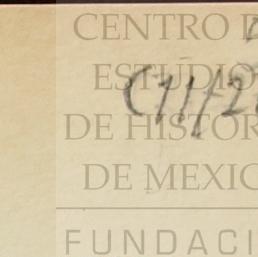 CENTRO
ESTUDIO
DE HISTOR
DE MEXIC
FUNDACI